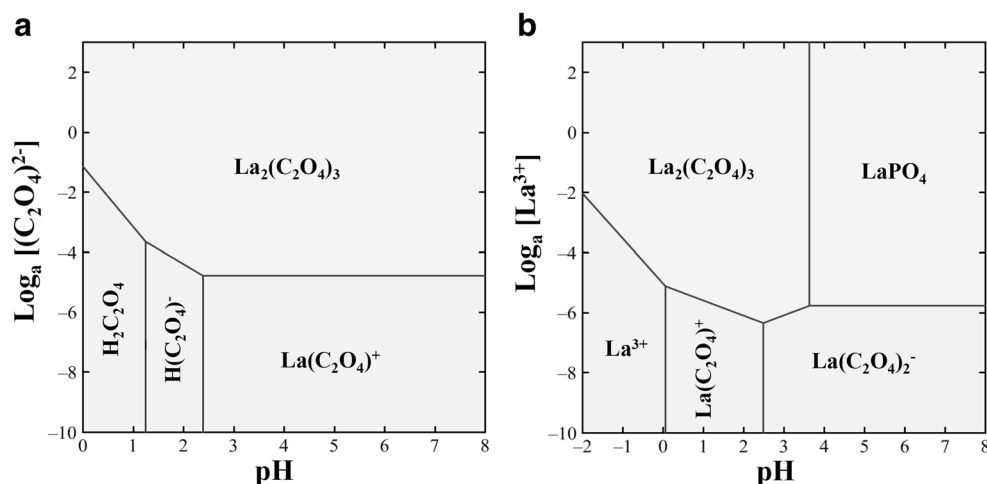 a
Log_a [(C₂O₄)²⁻]
2
0
–2
–4
–6
–8
–10
La₂(C₂O₄)₃
H₂C₂O₄
H(C₂O₄)⁻
La(C₂O₄)⁺
0 1 2 3 4 5 6 7 8
pH
b
Logₐ [La³⁺]
2
0
–2
–4
–6
–8
–10
La₂(C₂O₄)₃
LaPO₄
La³⁺
La(C₂O₄)⁺
La(C₂O₄)₂⁻
–2 –1 0 1 2 3 4 5 6 7 8
pH